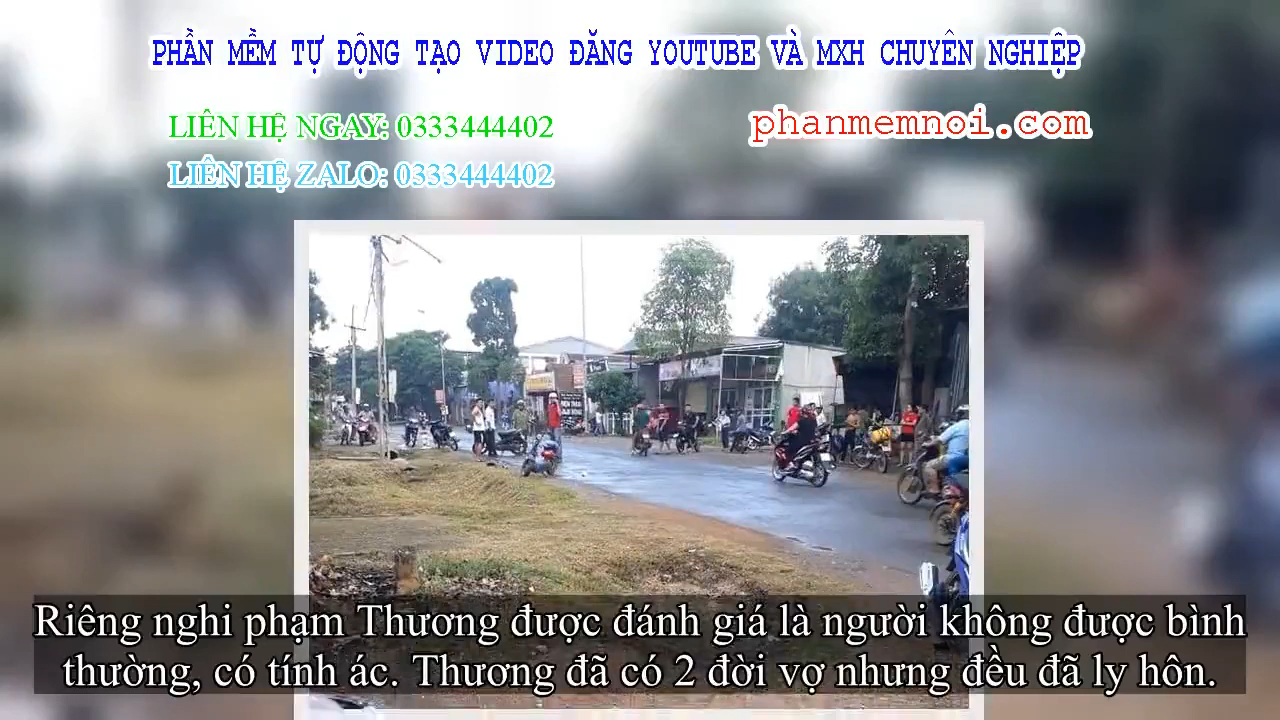 PHẦN MỀM TỰ ĐỘNG TẠO VIDEO ĐĂNG YOUTUBE VÀ MXH CHUYÊN NGHIỆP
LIÊN HỆ NGAY: 0333444402
phanmemnoi.com
LIÊN HỆ ZALO: 0333444402
Riêng nghi phạm Thương được đánh giá là người không được bình
thường, có tính ác. Thương đã có 2 đời vợ nhưng đều đã ly hôn.